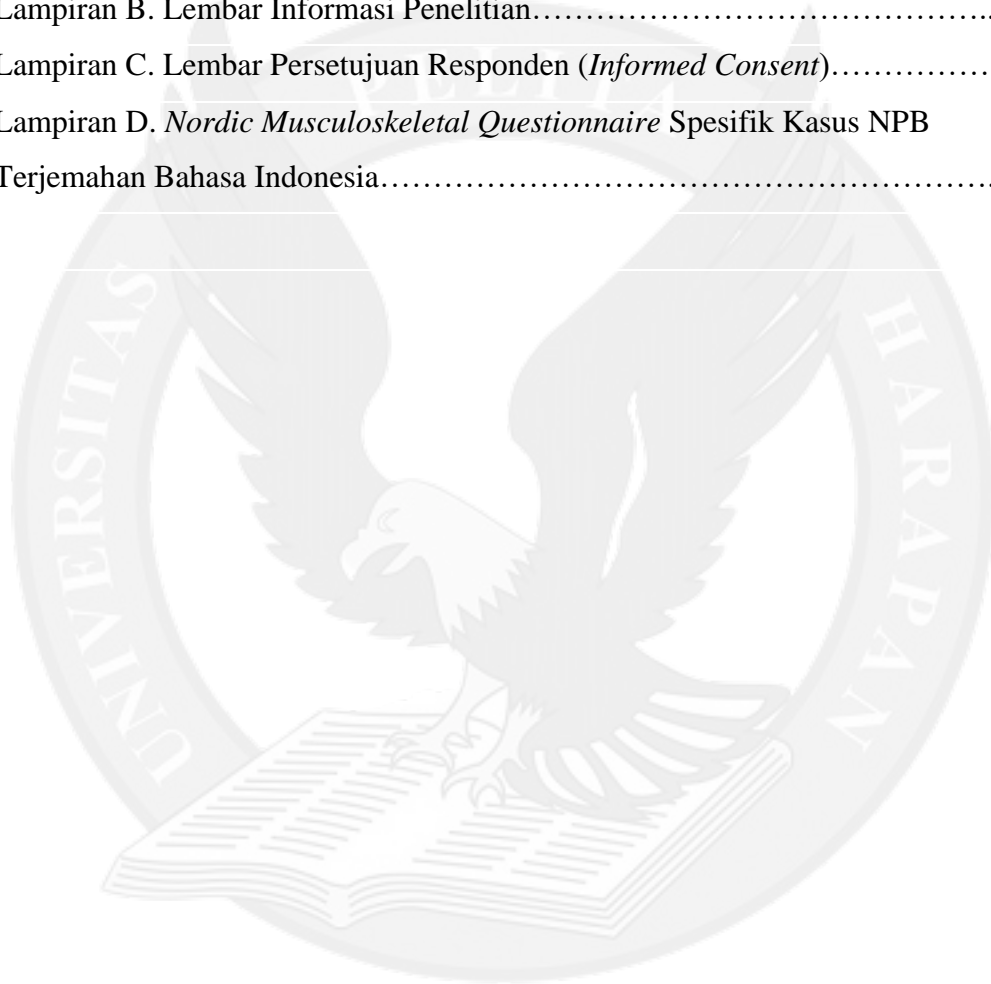 Lampiran B. Lembar Informasi Penelitian…………………………………..
Lampiran C. Lembar Persetujuan Responden (Informed Consent)……………
Lampiran D. Nordic Musculoskeletal Questionnaire Spesifik Kasus NPB
Terjemahan Bahasa Indonesia………………………………………………….
UNIVERSITAS PELITA HARAPAN